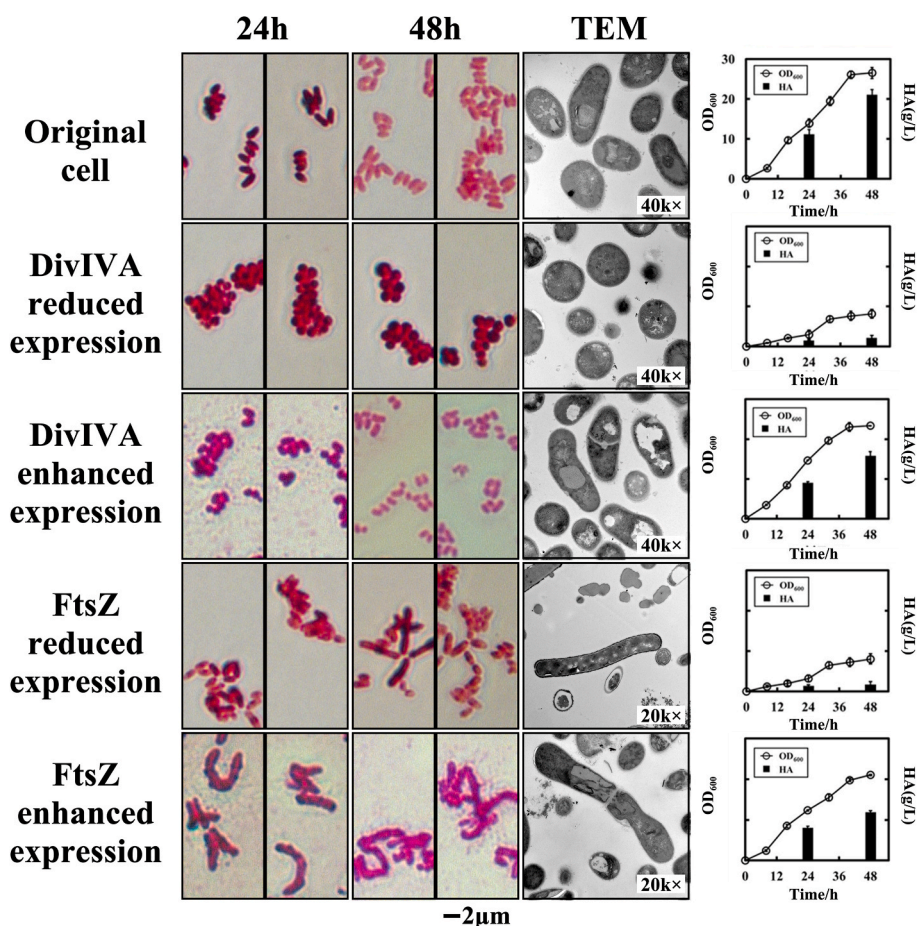 24h 48h TEM
Original
cell
40k×
OD600
30
20
10
0
OD600
HA
HA(g/L)
0 12 24 36 48
Time/h
DivIVA
reduced
expression
40k×
OD600
OD600
HA
HA(g/L)
0 12 24 36 48
Time/h
DivIVA
enhanced
expression
40k×
OD600
OD600
HA
HA(g/L)
0 12 24 36 48
Time/h
FtsZ
reduced
expression
20k×
OD600
OD600
HA
HA(g/L)
0 12 24 36 48
Time/h
FtsZ
enhanced
expression
20k×
OD600
OD600
HA
HA(g/L)
0 12 24 36 48
Time/h
2μm